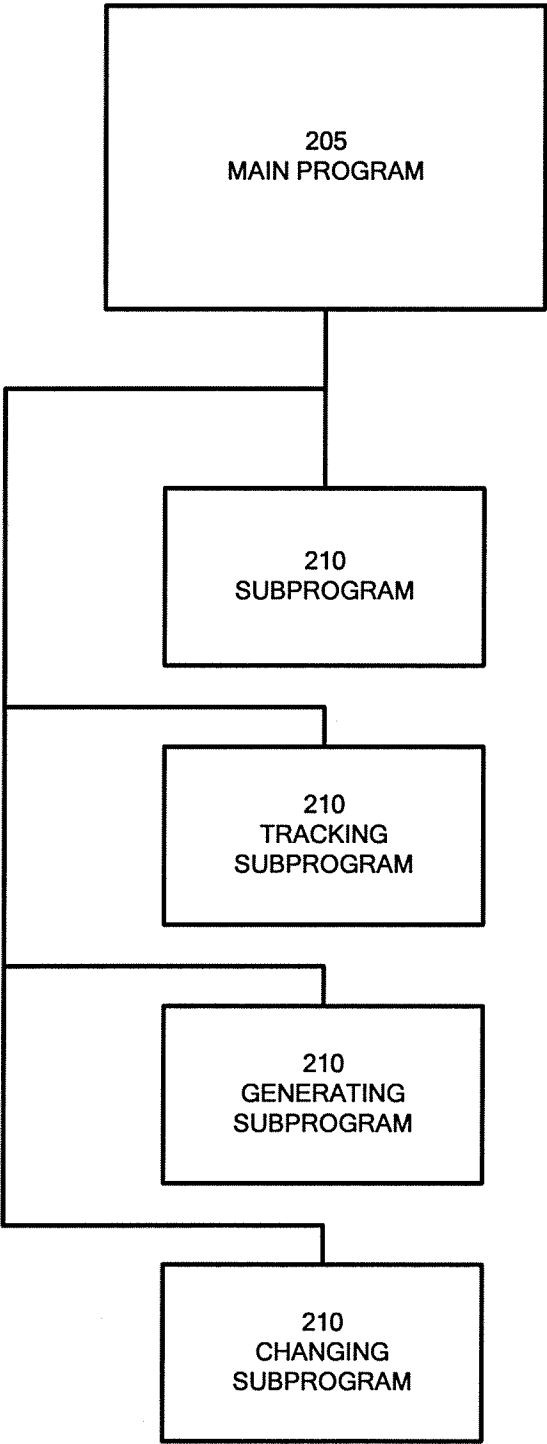 205
MAIN PROGRAM
210
SUBPROGRAM
210
TRACKING
SUBPROGRAM
210
GENERATING
SUBPROGRAM
210
CHANGING
SUBPROGRAM